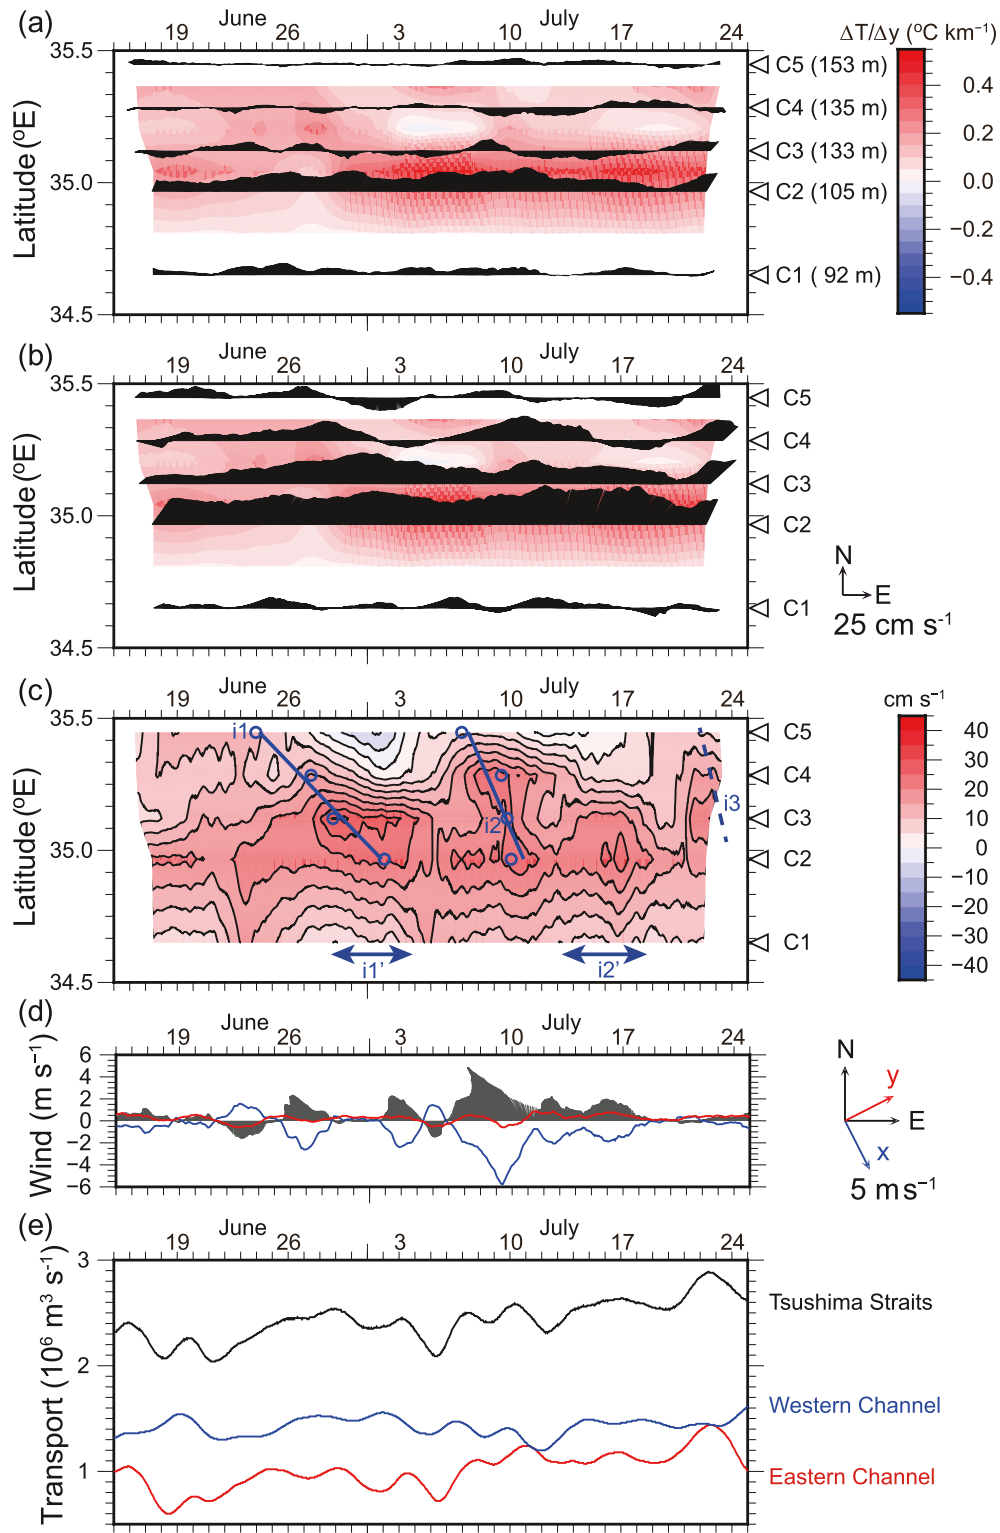 (a)
June
July
19 26 3 10 17 24
ΔT/Δy (ºC km⁻¹)
35.5
35.0
34.5
Latitude (ºE)
C5 (153 m)
C4 (135 m)
C3 (133 m)
C2 (105 m)
C1 ( 92 m)
0.4
0.2
0.0
−0.2
−0.4
(b)
June
July
19 26 3 10 17 24
35.5
35.0
34.5
Latitude (ºE)
C5
C4
C3
C2
C1
N
E
25 cm s⁻¹
(c)
June
July
19 26 3 10 17 24
cm s⁻¹
35.5
35.0
34.5
Latitude (ºE)
i1
i2
i3
i1'
i2'
C5
C4
C3
C2
C1
40
30
20
10
0
−10
−20
−30
−40
(d)
June
July
19 26 3 10 17 24
6
4
2
0
−2
−4
−6
Wind (m s⁻¹)
N
y
E
x
5 m s⁻¹
(e)
June
July
19 26 3 10 17 24
3
2
1
Transport (10⁶ m³ s⁻¹)
Tsushima Straits
Western Channel
Eastern Channel